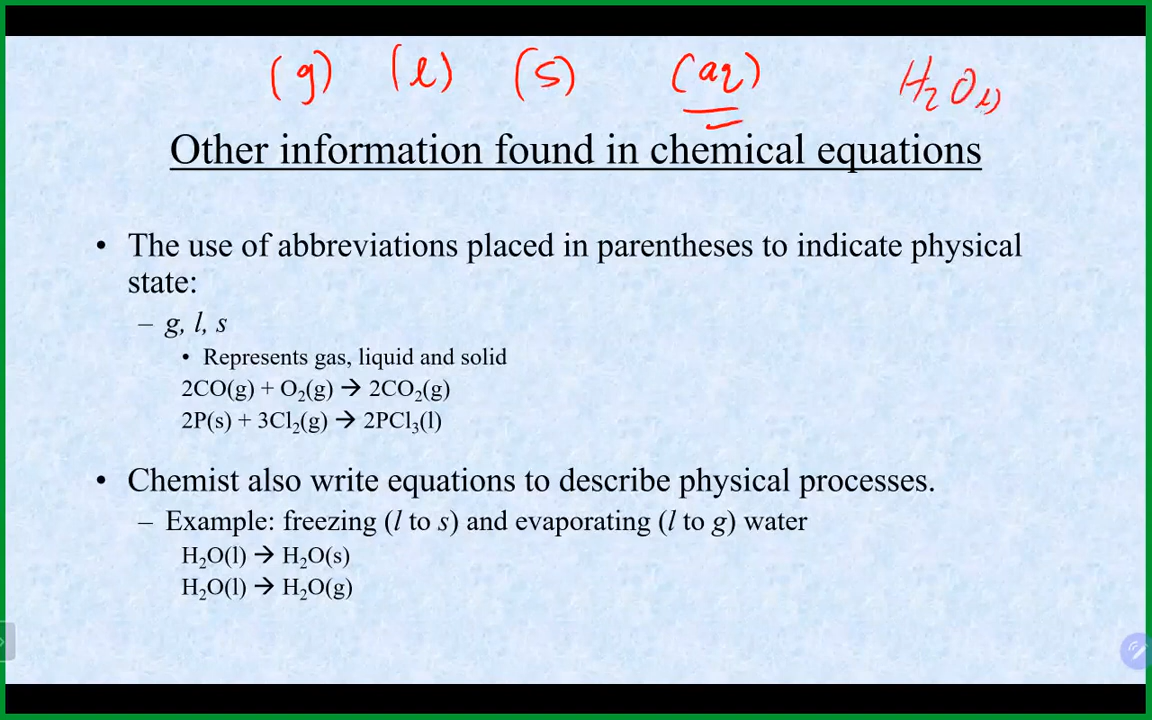 (g) (l) (s) (aq) H₂O(l)
Other information found in chemical equations
• The use of abbreviations placed in parentheses to indicate physical
state:
– g, l, s
• Represents gas, liquid and solid
2CO(g) + O₂(g) → 2CO₂(g)
2P(s) + 3Cl₂(g) → 2PCl₃(l)
• Chemist also write equations to describe physical processes.
– Example: freezing (l to s) and evaporating (l to g) water
H₂O(l) → H₂O(s)
H₂O(l) → H₂O(g)